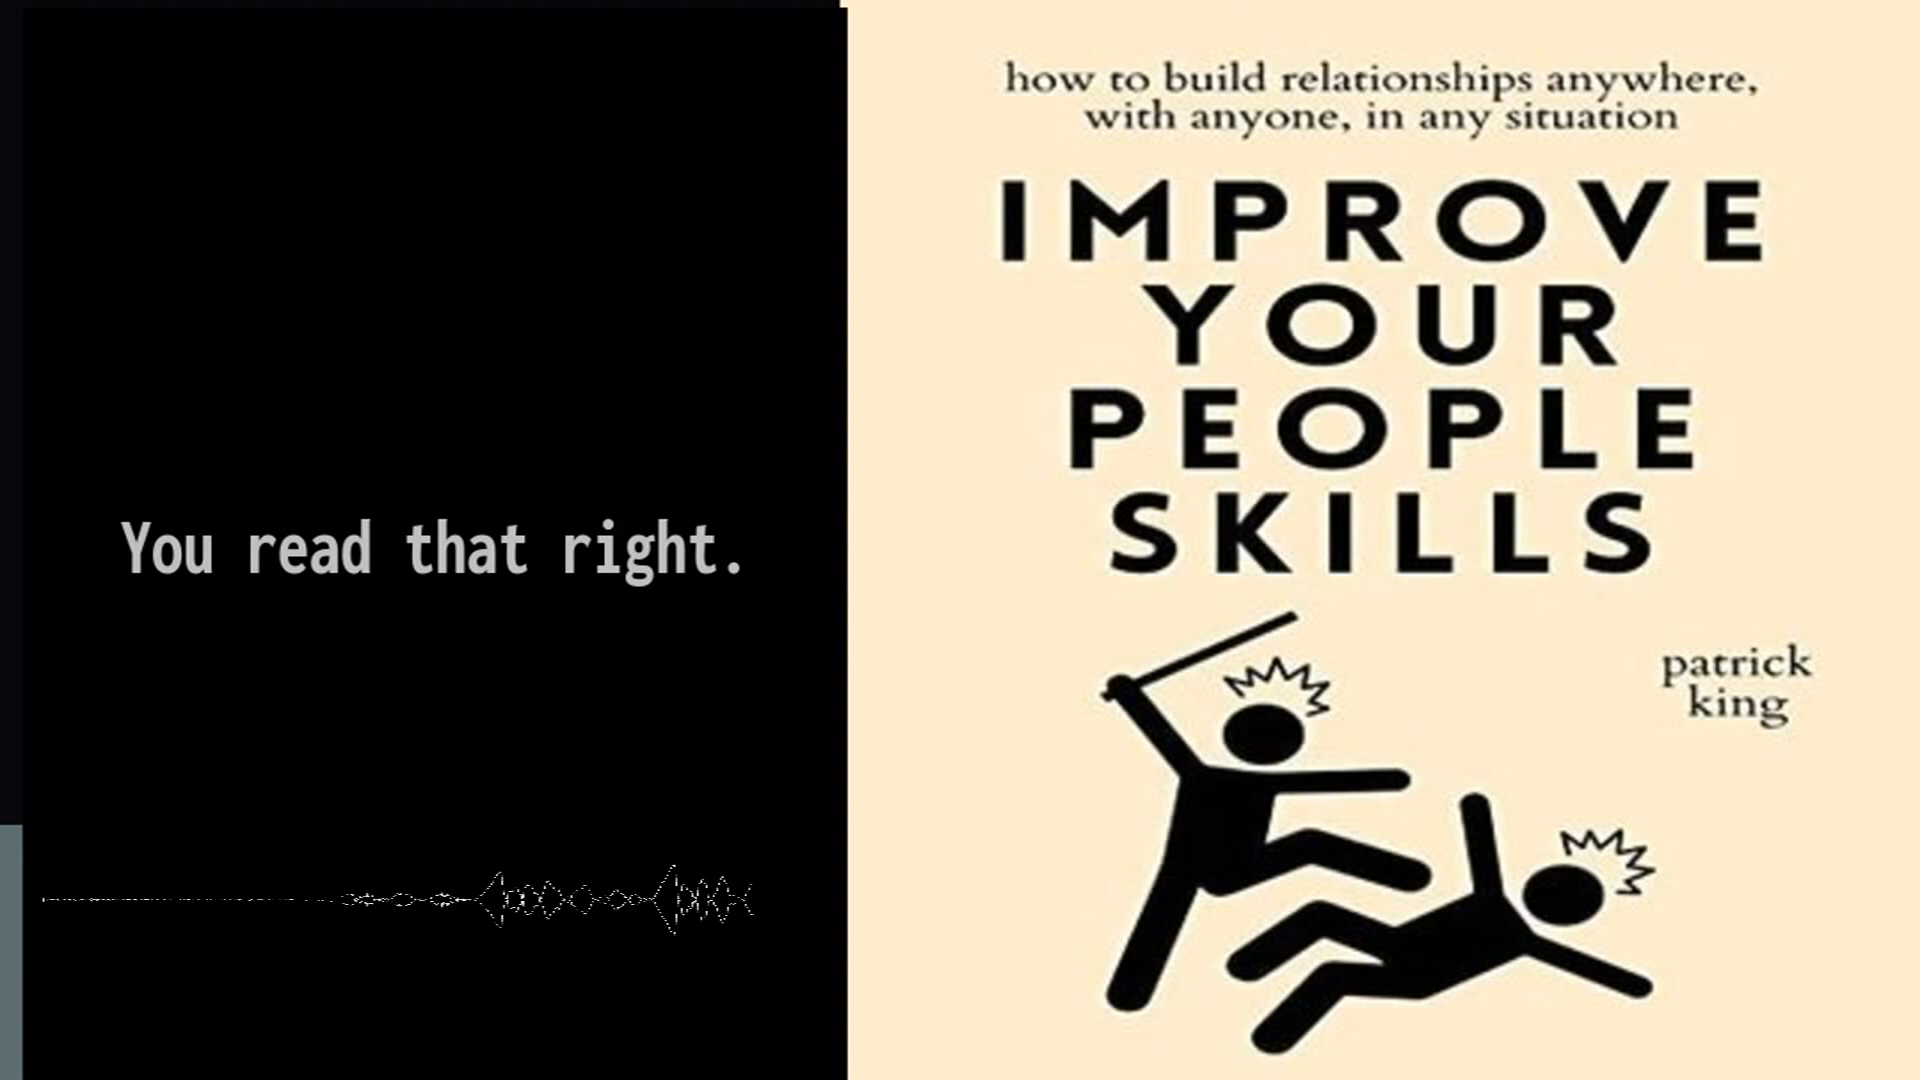 You read that right.
how to build relationships anywhere,
with anyone, in any situation
IMPROVE
YOUR
PEOPLE
SKILLS
patrick
king